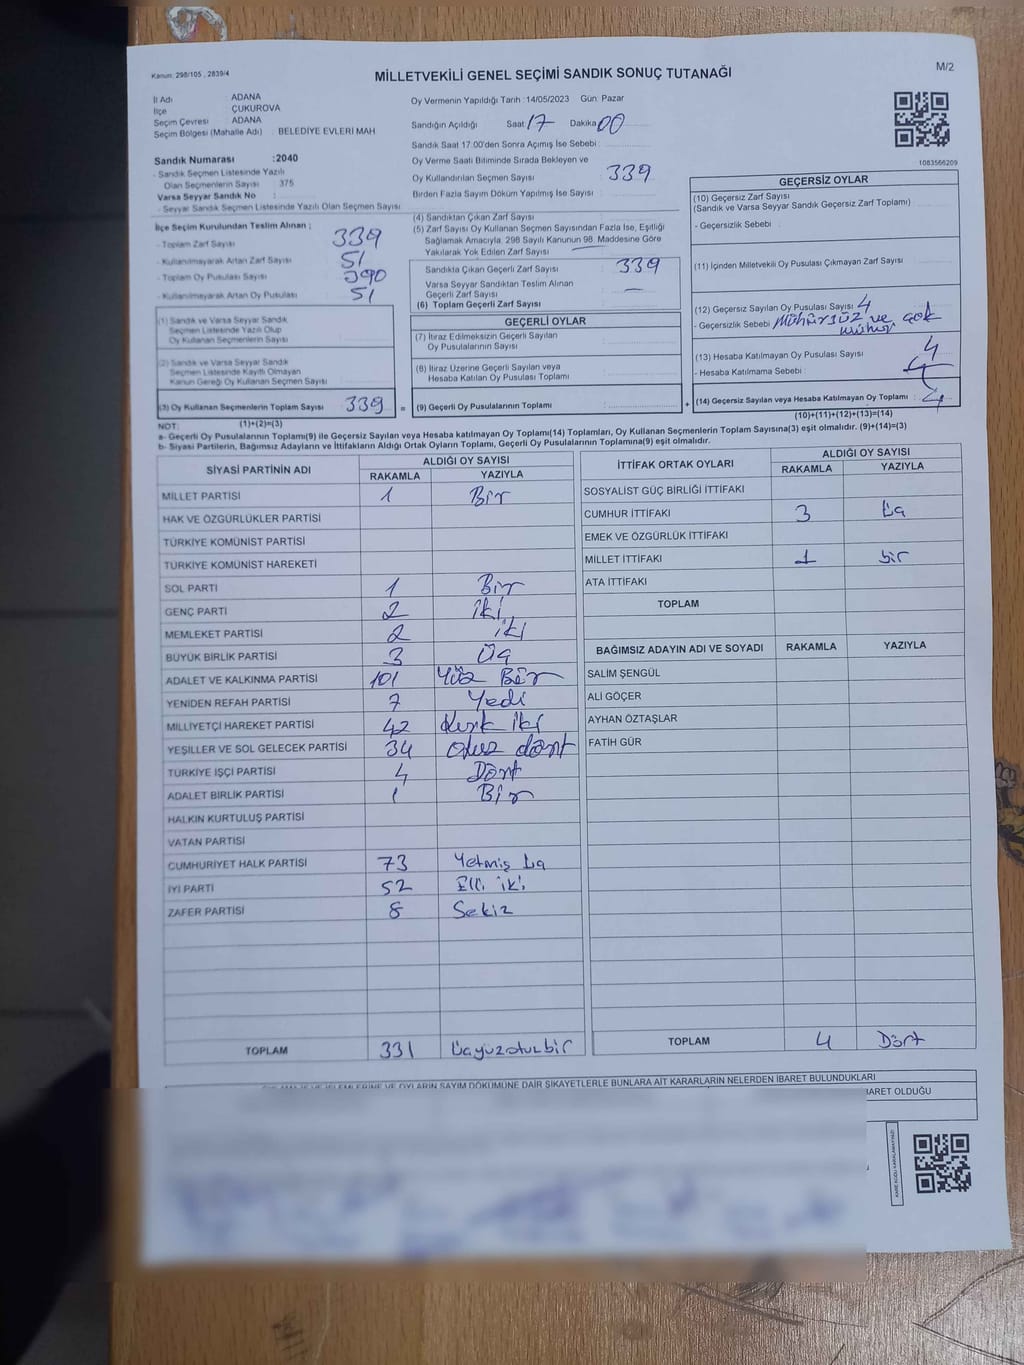 Kanun: 298/105 , 2839/4
MİLLETVEKİLİ GENEL SEÇİMİ SANDIK SONUÇ TUTANAĞI
M/2
İl Adı : ADANA
İlçe : ÇUKUROVA
Seçim Çevresi : ADANA
Seçim Bölgesi (Mahalle Adı) : BELEDİYE EVLERİ MAH
Sandık Numarası :2040
- Sandık Seçmen Listesinde Yazılı
Olan Seçmenlerin Sayısı : 375
Varsa Seyyar Sandık No :
- Seyyar Sandık Seçmen Listesinde Yazılı Olan Seçmen Sayısı :
Oy Vermenin Yapıldığı Tarih :14/05/2023 Gün: Pazar
Sandığın Açıldığı Saat 17 Dakika 00
Sandık Saat 17.00'den Sonra Açımış İse Sebebi :
Oy Verme Saati Bitiminde Sırada Bekleyen ve
Oy Kullandırılan Seçmen Sayısı : 339
Birden Fazla Sayım Döküm Yapılmış İse Sayısı :
1083566209
İlçe Seçim Kurulundan Teslim Alınan ;
- Toplam Zarf Sayısı : 339
- Kullanılmayarak Artan Zarf Sayısı : 51
- Toplam Oy Pusulası Sayısı : 390
- Kullanılmayarak Artan Oy Pusulası : 51
(1) Sandık ve Varsa Seyyar Sandık
Seçmen Listesinde Yazılı Olup
Oy Kullanan Seçmenlerin Sayısı :
(2) Sandık ve Varsa Seyyar Sandık
Seçmen Listesinde Kayıtlı Olmayan
Kanun Gereği Oy Kullanan Seçmen Sayısı :
(3) Oy Kullanan Seçmenlerin Toplam Sayısı : 339 =
(1)+(2)=(3)
(4) Sandıktan Çıkan Zarf Sayısı :
(5) Zarf Sayısı Oy Kullanan Seçmen Sayısından Fazla İse, Eşitliği
Sağlamak Amacıyla, 298 Sayılı Kanunun 98. Maddesine Göre
Yakılarak Yok Edilen Zarf Sayısı :
Sandıkta Çıkan Geçerli Zarf Sayısı : 339
Varsa Seyyar Sandıktan Teslim Alınan
Geçerli Zarf Sayısı : —
(6) Toplam Geçerli Zarf Sayısı :
GEÇERLİ OYLAR
(7) İtiraz Edilmeksizin Geçerli Sayılan
Oy Pusulalarının Sayısı :
(8) İtiraz Üzerine Geçerli Sayılan veya
Hesaba Katılan Oy Pusulası Toplamı :
(9) Geçerli Oy Pusulalarının Toplamı : +
GEÇERSİZ OYLAR
(10) Geçersiz Zarf Sayısı
(Sandık ve Varsa Seyyar Sandık Geçersiz Zarf Toplamı) :
- Geçersizlik Sebebi :
(11) İçinden Milletvekili Oy Pusulası Çıkmayan Zarf Sayısı :
(12) Geçersiz Sayılan Oy Pusulası Sayısı : 4
- Geçersizlik Sebebi : Mühürsüz ve çok
mühür
(13) Hesaba Katılmayan Oy Pusulası Sayısı : 4
- Hesaba Katılmama Sebebi :
(14) Geçersiz Sayılan veya Hesaba Katılmayan Oy Toplamı : 4
(10)+(11)+(12)+(13)=(14)
NOT:
a- Geçerli Oy Pusulalarının Toplamı(9) ile Geçersiz Sayılan veya Hesaba katılmayan Oy Toplamı(14) Toplamları, Oy Kullanan Seçmenlerin Toplam Sayısına(3) eşit olmalıdır. (9)+(14)=(3)
b- Siyasi Partilerin, Bağımsız Adayların ve İttifakların Aldığı Ortak Oyların Toplamı, Geçerli Oy Pusulalarının Toplamına(9) eşit olmalıdır.
SİYASİ PARTİNİN ADI ALDIĞI OY SAYISI
RAKAMLA YAZIYLA
MİLLET PARTİSİ 1 Bir
HAK VE ÖZGÜRLÜKLER PARTİSİ
TÜRKİYE KOMÜNİST PARTİSİ
TÜRKİYE KOMÜNİST HAREKETİ
SOL PARTİ 1 Bir
GENÇ PARTİ 2 iki
MEMLEKET PARTİSİ 2 iki
BÜYÜK BİRLİK PARTİSİ 3 Üç
ADALET VE KALKINMA PARTİSİ 101 Yüz Bir
YENİDEN REFAH PARTİSİ 7 Yedi
MİLLİYETÇİ HAREKET PARTİSİ 42 Kırk iki
YEŞİLLER VE SOL GELECEK PARTİSİ 34 otuz dört
TÜRKİYE İŞÇİ PARTİSİ 4 Dört
ADALET BİRLİK PARTİSİ 1 Bir
HALKIN KURTULUŞ PARTİSİ
VATAN PARTİSİ
CUMHURİYET HALK PARTİSİ 73 Yetmiş üç
İYİ PARTİ 52 Elli iki
ZAFER PARTİSİ 8 Sekiz
TOPLAM 331 Üçyüzotuzbir
İTTİFAK ORTAK OYLARI ALDIĞI OY SAYISI
RAKAMLA YAZIYLA
SOSYALİST GÜÇ BİRLİĞİ İTTİFAKI
CUMHUR İTTİFAKI 3 üç
EMEK VE ÖZGÜRLÜK İTTİFAKI
MİLLET İTTİFAKI 1 bir
ATA İTTİFAKI
TOPLAM
BAĞIMSIZ ADAYIN ADI VE SOYADI RAKAMLA YAZIYLA
SALİM ŞENGÜL
ALİ GÖÇER
AYHAN ÖZTAŞLAR
FATİH GÜR
TOPLAM 4 Dört
OYLARIN SAYIM DÖKÜMÜNE DAİR ŞİKAYETLERLE BUNLARA AİT KARARLARIN NELERDEN İBARET BULUNDUKLARI
İBARET OLDUĞU